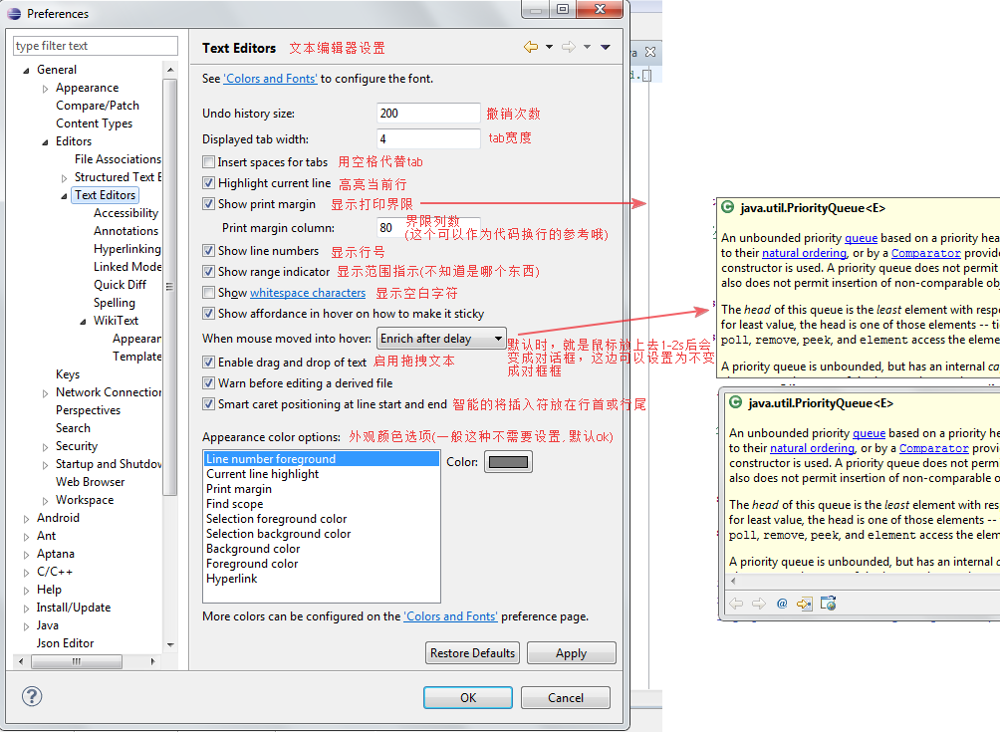 Preferences
type filter text
General
Appearance
Compare/Patch
Content Types
Editors
File Associations
Structured Text E
Text Editors
Accessibility
Annotations
Hyperlinking
Linked Mode
Quick Diff
Spelling
WikiText
Appearan
Template
Keys
Network Connection
Perspectives
Search
Security
Startup and Shutdow
Web Browser
Workspace
Android
Ant
Aptana
C/C++
Help
Install/Update
Java
Json Editor
Text Editors 文本编辑器设置
See 'Colors and Fonts' to configure the font.
Undo history size: 200 撤销次数
Displayed tab width: 4 tab宽度
Insert spaces for tabs 用空格代替tab
Highlight current line 高亮当前行
Show print margin 显示打印界限
Print margin column: 80 界限列数
(这个可以作为代码换行的参考哦)
Show line numbers 显示行号
Show range indicator 显示范围指示(不知道是哪个东西)
Show whitespace characters 显示空白字符
Show affordance in hover on how to make it sticky
When mouse moved into hover: Enrich after delay
默认时，就是鼠标放上去1-2s后会
变成对话框，这边可以设置为不变
成对框框
Enable drag and drop of text 启用拖拽文本
Warn before editing a derived file
Smart caret positioning at line start and end 智能的将插入符放在行首或行尾
Appearance color options: 外观颜色选项(一般这种不需要设置,默认ok)
Line number foreground
Current line highlight
Print margin
Find scope
Selection foreground color
Selection background color
Background color
Foreground color
Hyperlink
Color:
More colors can be configured on the 'Colors and Fonts' preference page.
Restore Defaults
Apply
OK
Cancel
java.util.PriorityQueue<E>
An unbounded priority queue based on a priority hea
to their natural ordering, or by a Comparator provide
constructor is used. A priority queue does not permit
also does not permit insertion of non-comparable ob
The head of this queue is the least element with respe
for least value, the head is one of those elements -- tie
poll, remove, peek, and element access the elem
A priority queue is unbounded, but has an internal ca
java.util.PriorityQueue<E>
An unbounded priority queue based on a priority he
to their natural ordering, or by a Comparator provi
constructor is used. A priority queue does not perm
also does not permit insertion of non-comparable o
The head of this queue is the least element with res
for least value, the head is one of those elements --
poll, remove, peek, and element access the elem
A priority queue is unbounded, but has an internal c